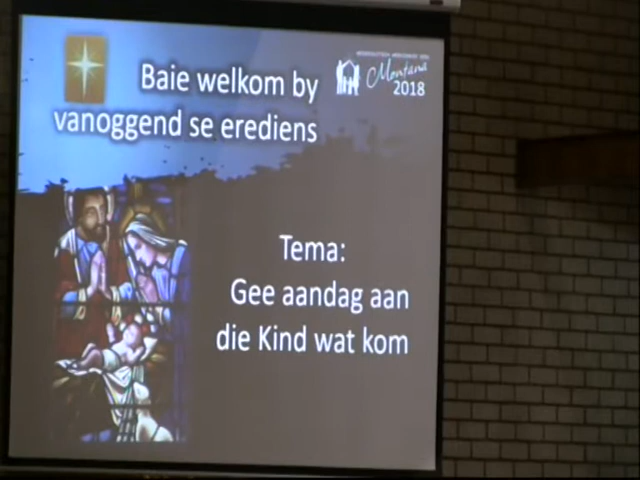 Baie welkom by
vanoggend se erediens
Montana
2018
Tema:
Gee aandag aan
die Kind wat kom